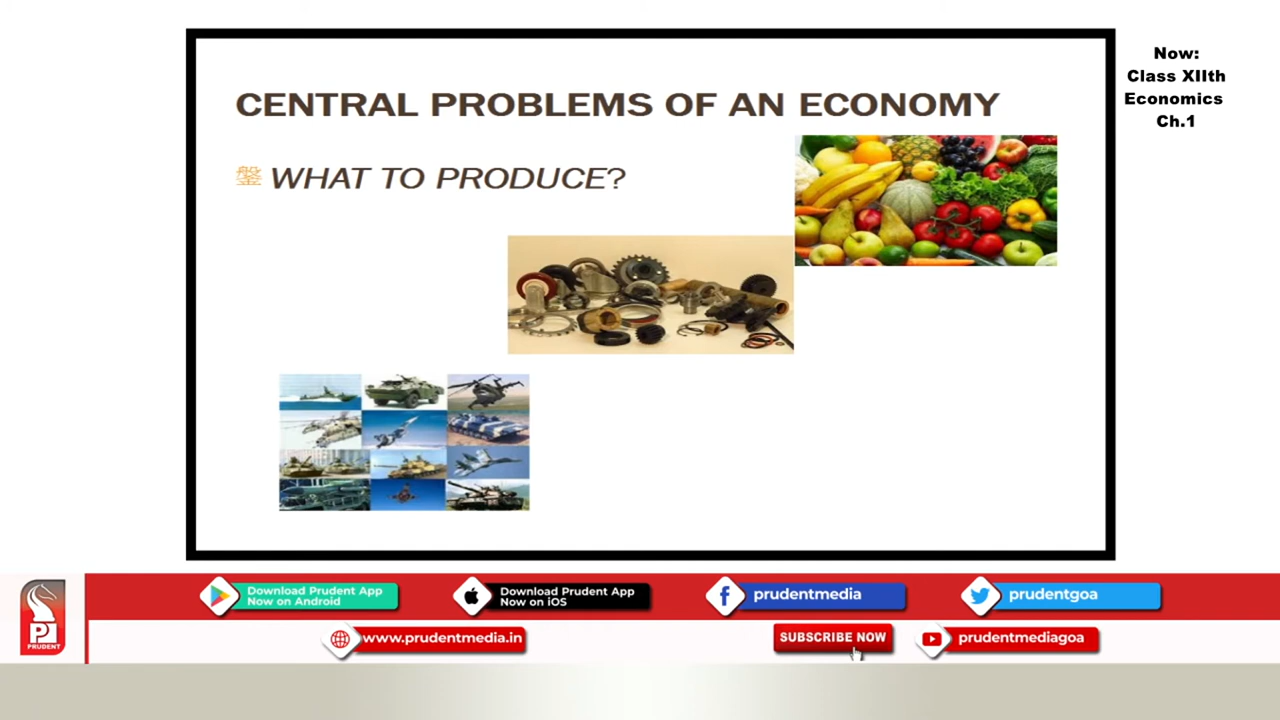 CENTRAL PROBLEMS OF AN ECONOMY
WHAT TO PRODUCE?
Now:
Class XIIth
Economics
Ch.1
PRUDENT
Download Prudent App
Now on Android
Download Prudent App
Now on iOS
prudentmedia
prudentgoa
www.prudentmedia.in
SUBSCRIBE NOW
prudentmediagoa